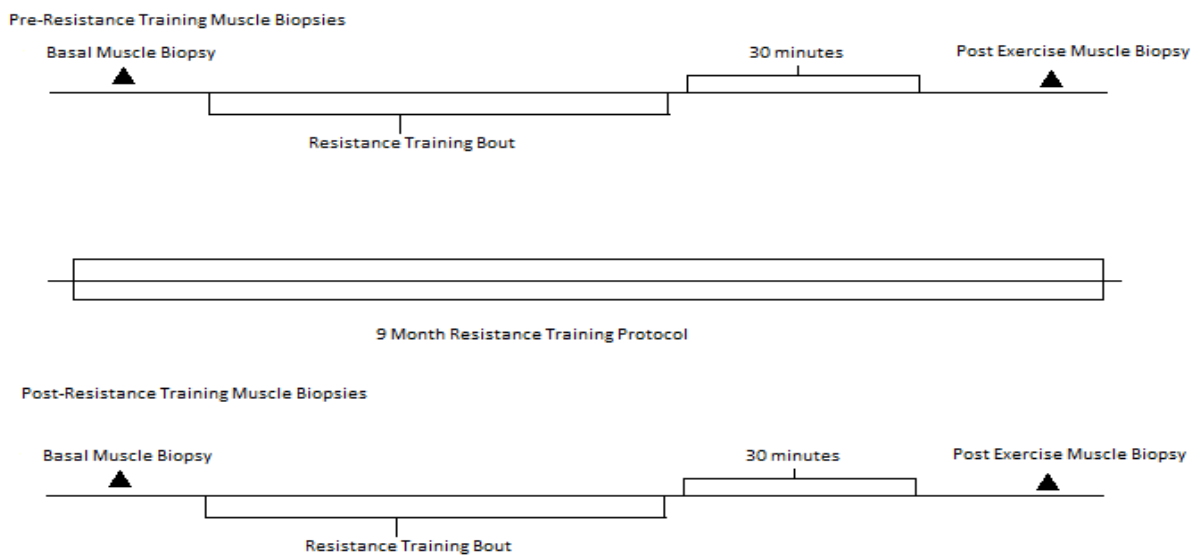 Pre-Resistance Training Muscle Biopsies
Basal Muscle Biopsy
30 minutes
Post Exercise Muscle Biopsy
Resistance Training Bout
9 Month Resistance Training Protocol
Post-Resistance Training Muscle Biopsies
Basal Muscle Biopsy
30 minutes
Post Exercise Muscle Biopsy
Resistance Training Bout